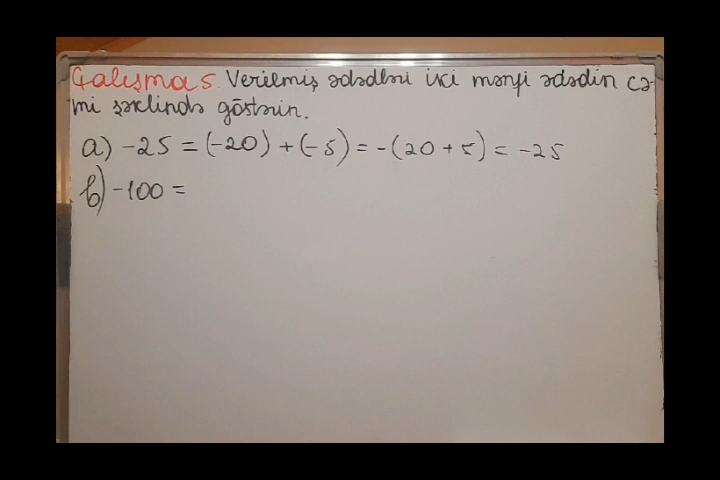 Çalışma 5 Verilmiş ədədləri iki mənfi ədədin cə-
mi şəklində göstərin.
a) -25 = (-20) + (-5) = -(20 + 5) = -25
b) -100 =